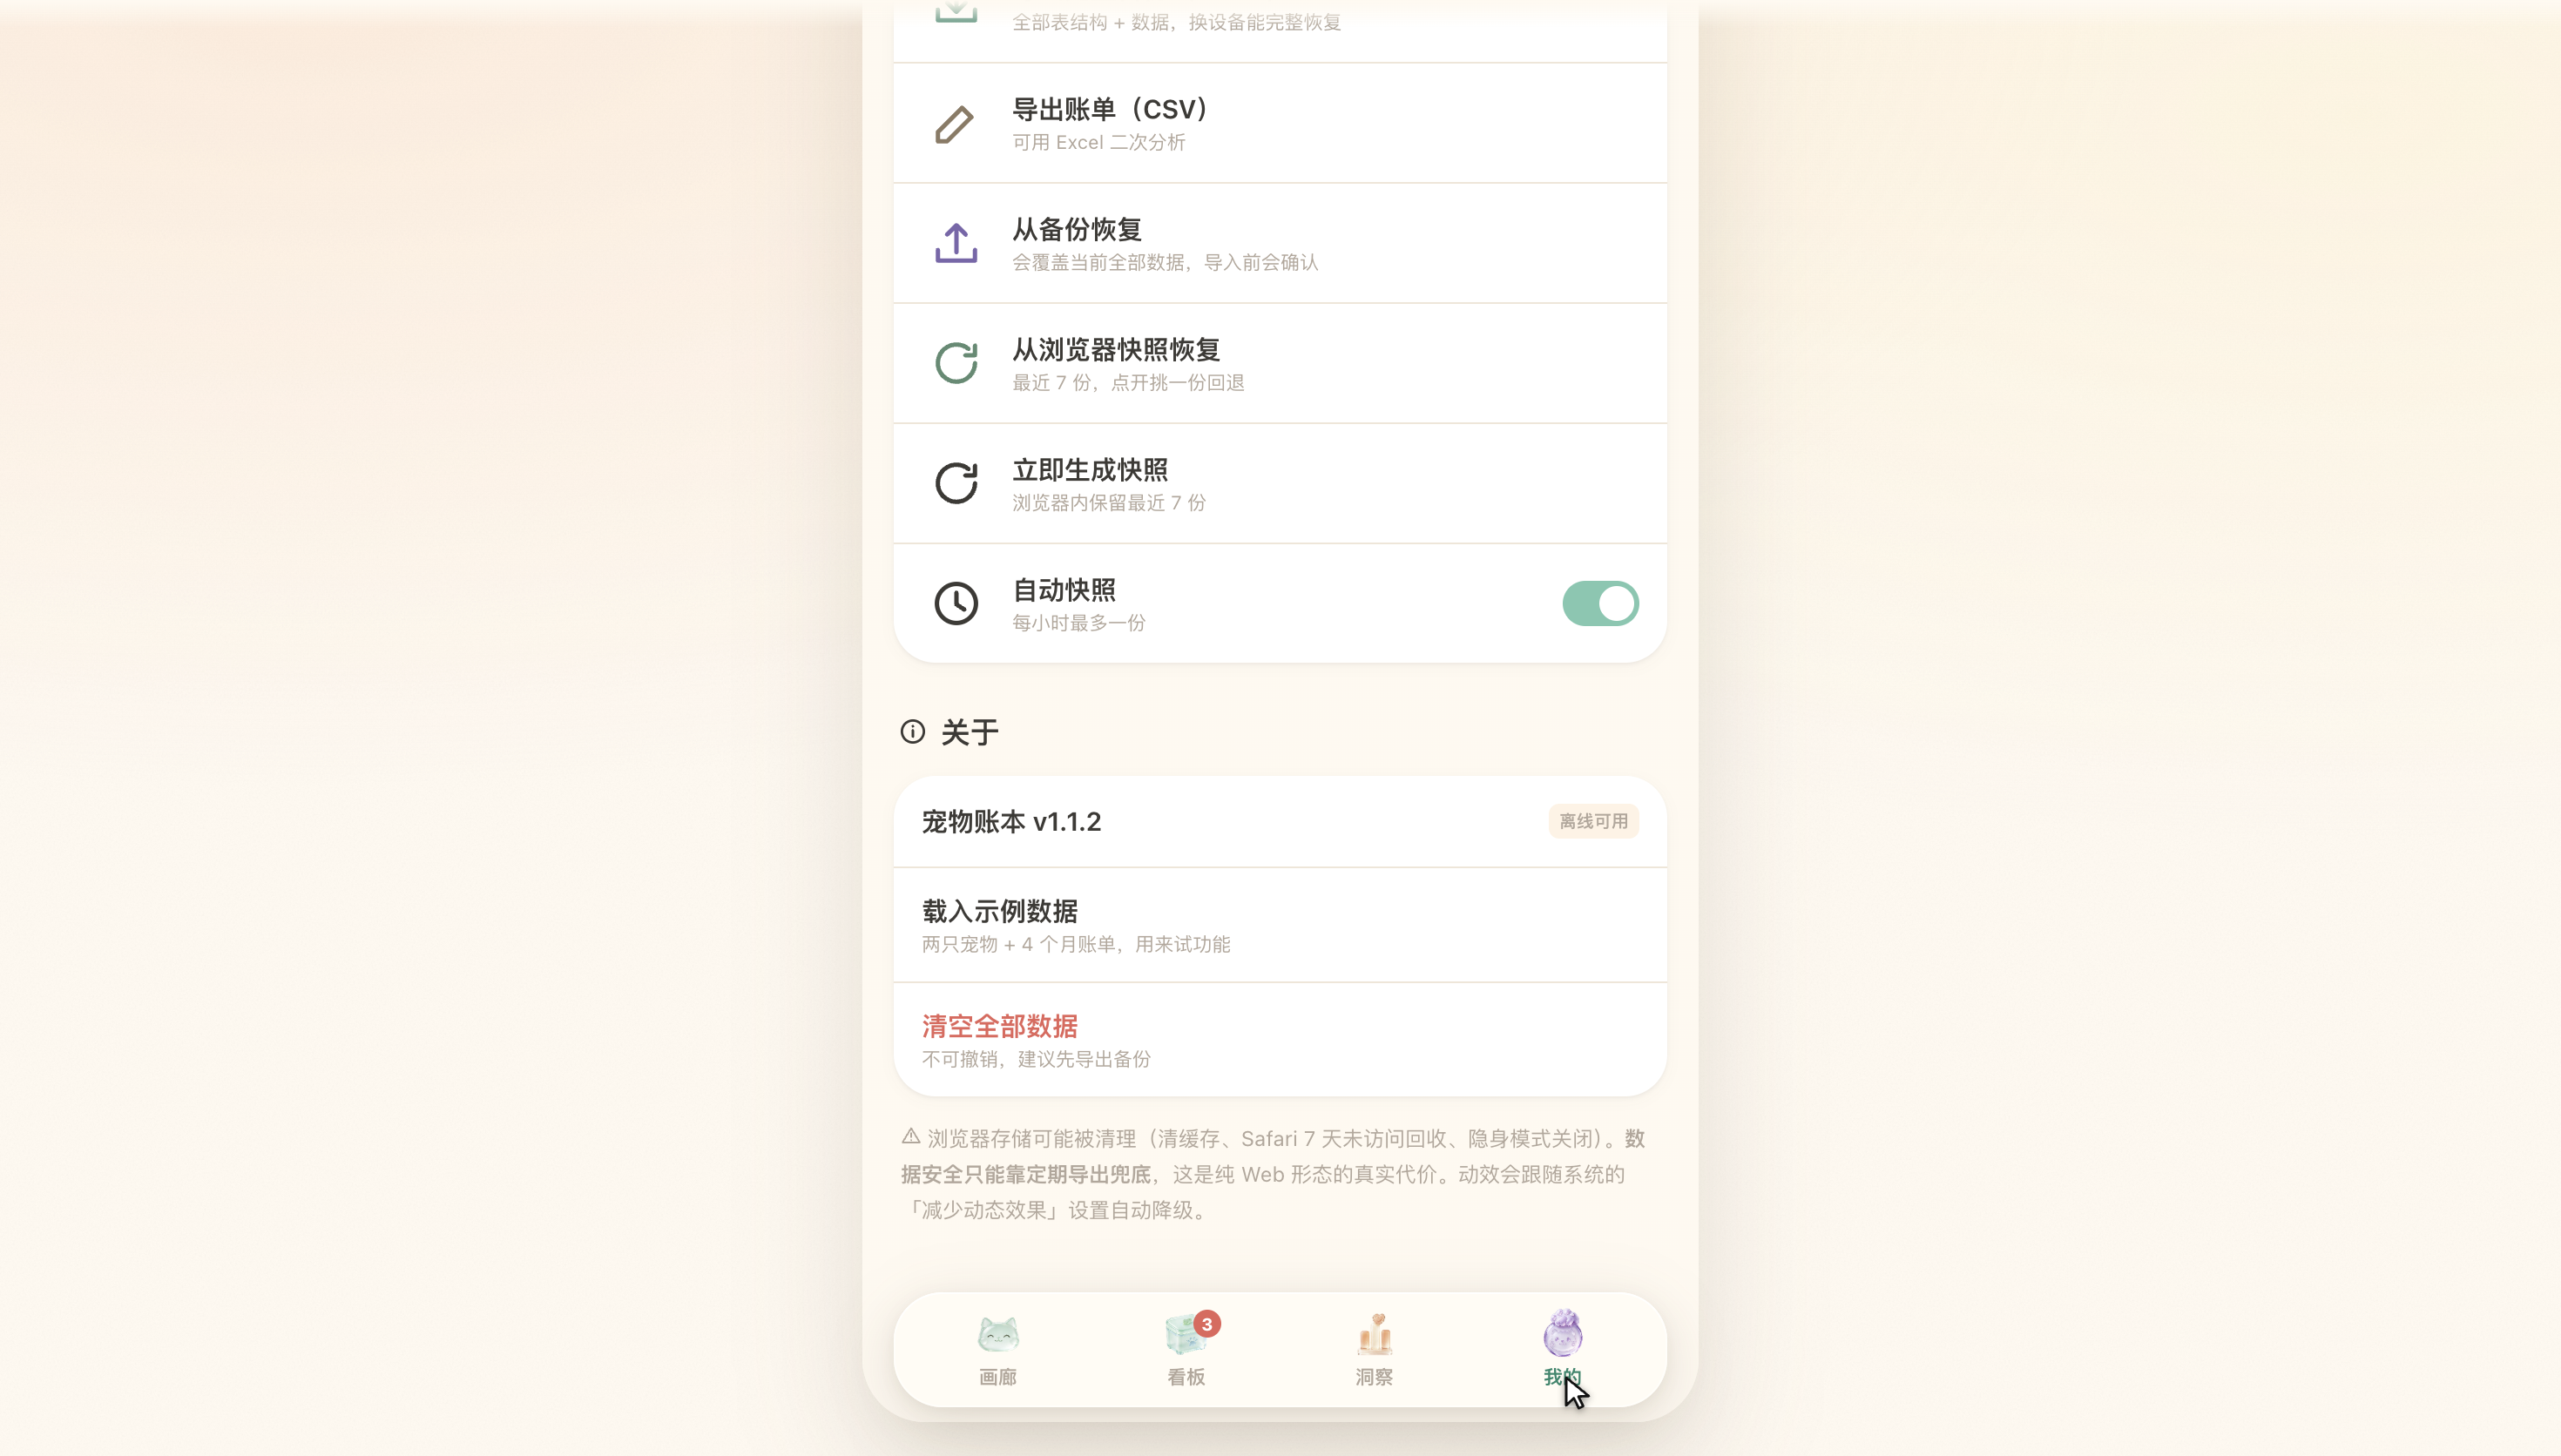 全部表结构 + 数据，换设备能完整恢复
导出账单（CSV）
可用 Excel 二次分析
从备份恢复
会覆盖当前全部数据，导入前会确认
从浏览器快照恢复
最近 7 份，点开挑一份回退
立即生成快照
浏览器内保留最近 7 份
自动快照
每小时最多一份
关于
宠物账本 v1.1.2
离线可用
载入示例数据
两只宠物 + 4 个月账单，用来试功能
清空全部数据
不可撤销，建议先导出备份
浏览器存储可能被清理（清缓存、Safari 7 天未访问回收、隐身模式关闭）。数
据安全只能靠定期导出兜底，这是纯 Web 形态的真实代价。动效会跟随系统的
「减少动态效果」设置自动降级。
3
画廊
看板
洞察
我的